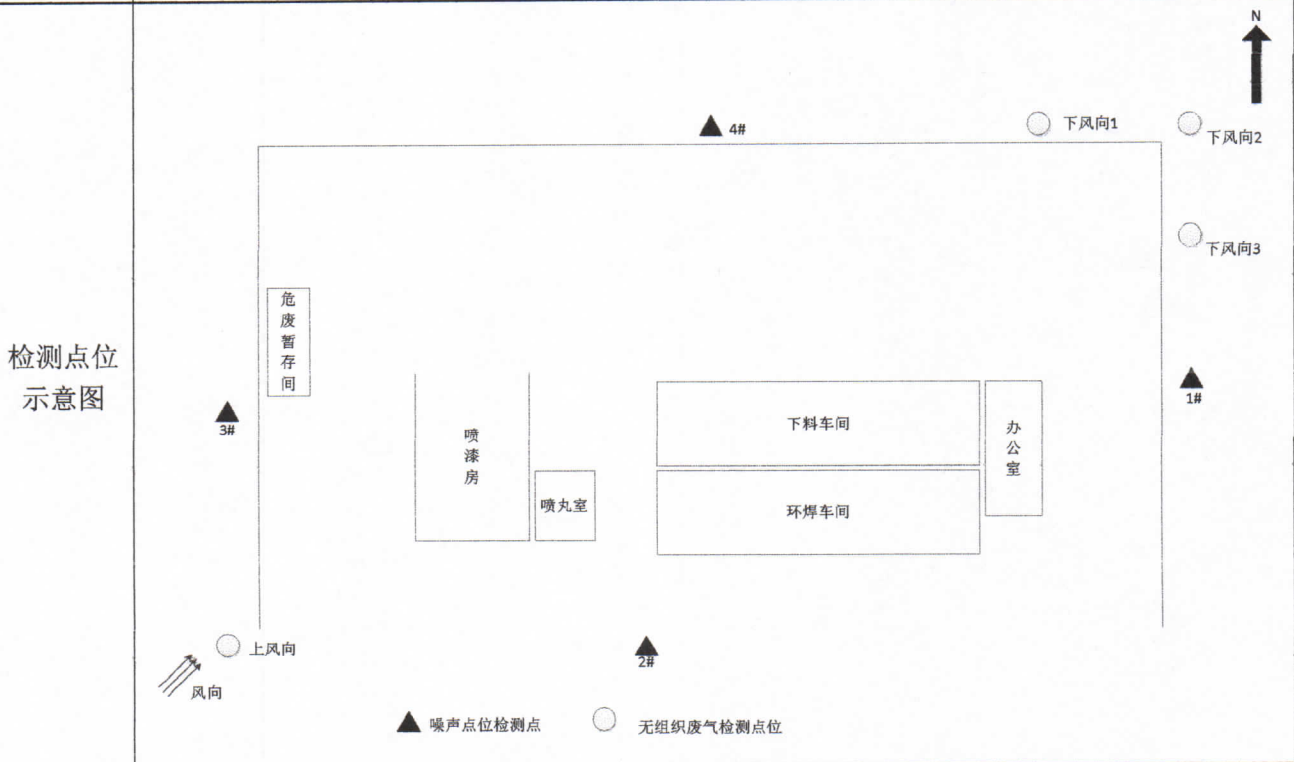 N
4#
下风向1
下风向2
下风向3
危废暂存间
检测点位
示意图
3#
喷漆房
喷丸室
下料车间
环焊车间
办公室
1#
上风向
风向
2#
噪声点位检测点
无组织废气检测点位